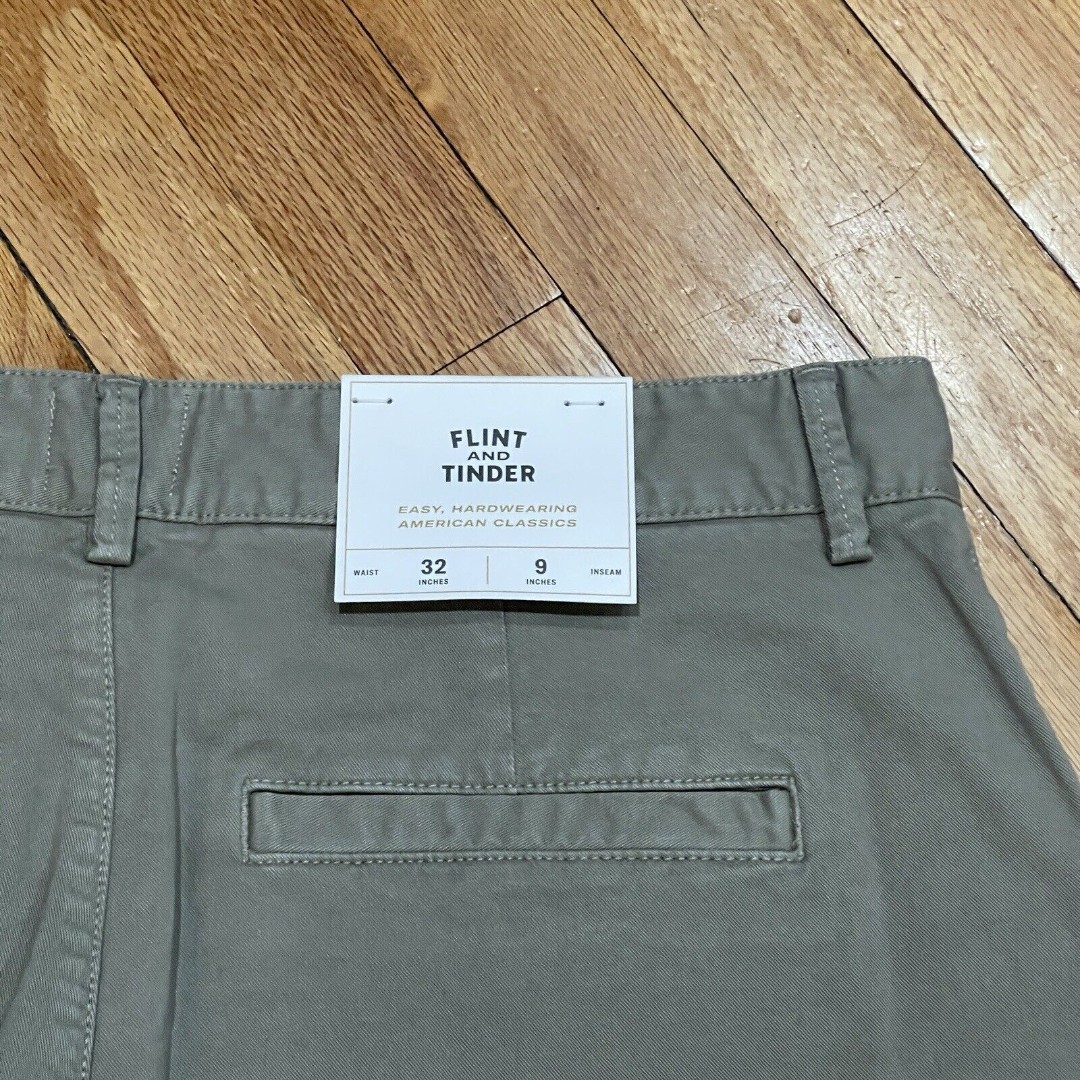 FLINT
AND
TINDER
EASY, HARDWEARING
AMERICAN CLASSICS
WAIST 32 INCHES 9 INCHES INSEAM